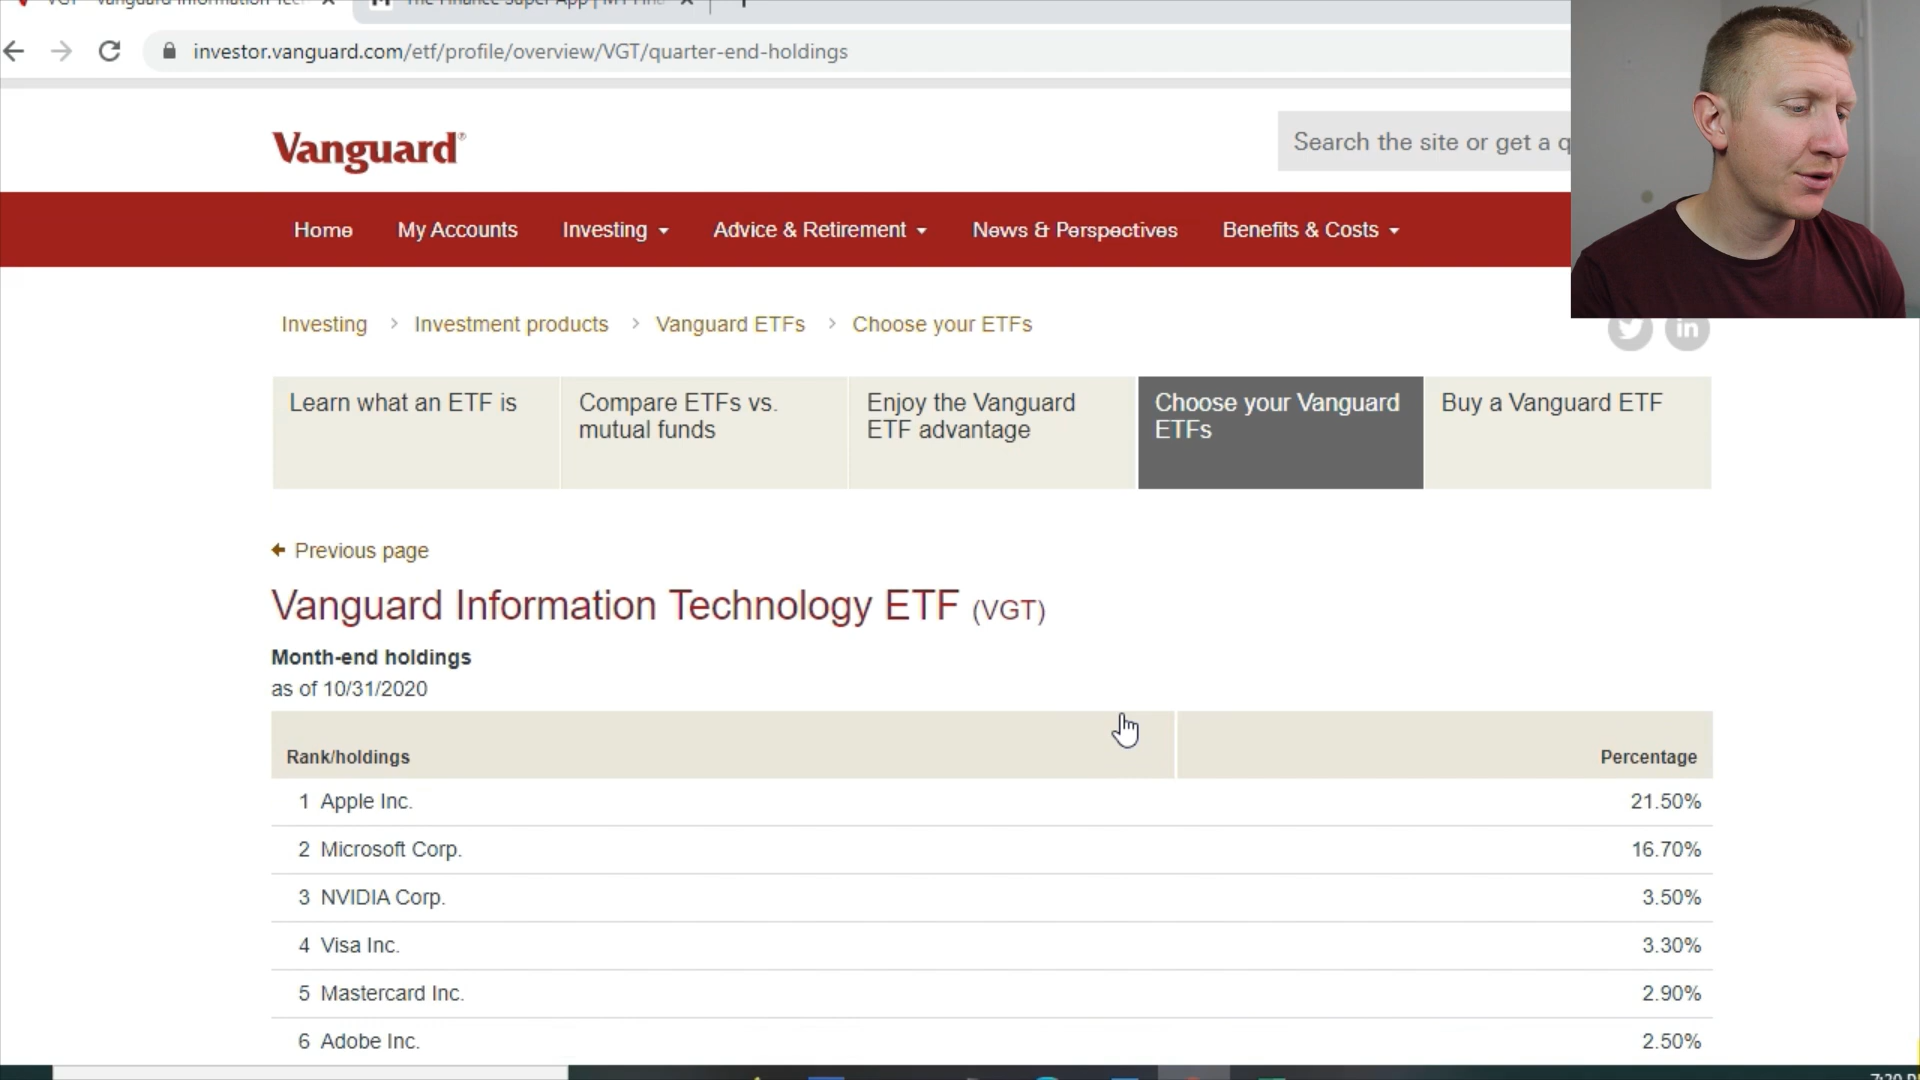 investor.vanguard.com/etf/profile/overview/VGT/quarter-end-holdings
Vanguard®
Search the site or get a q
Home My Accounts Investing Advice & Retirement News & Perspectives Benefits & Costs
Investing > Investment products > Vanguard ETFs > Choose your ETFs
in
Learn what an ETF is
Compare ETFs vs.
mutual funds
Enjoy the Vanguard
ETF advantage
Choose your Vanguard
ETFs
Buy a Vanguard ETF
Previous page
Vanguard Information Technology ETF (VGT)
Month-end holdings
as of 10/31/2020
Rank/holdings Percentage
1 Apple Inc. 21.50%
2 Microsoft Corp. 16.70%
3 NVIDIA Corp. 3.50%
4 Visa Inc. 3.30%
5 Mastercard Inc. 2.90%
6 Adobe Inc. 2.50%